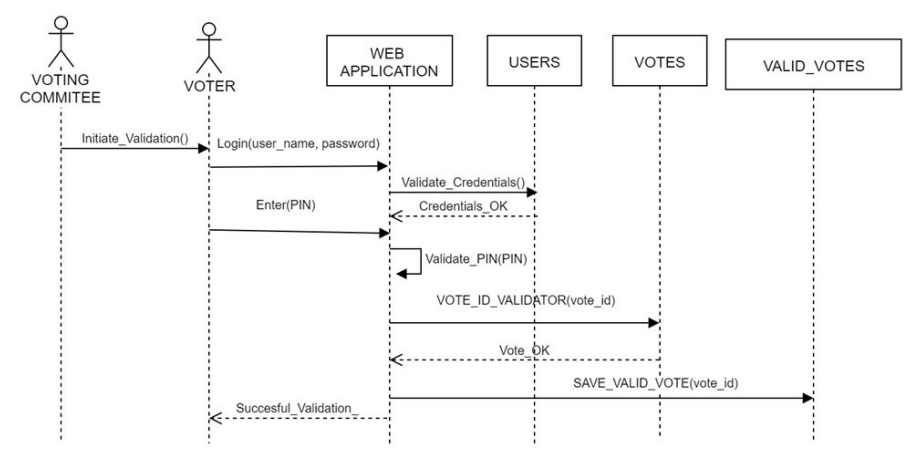 VOTING
COMMITEE
VOTER
WEB
APPLICATION
USERS
VOTES
VALID_VOTES
Initiate_Validation()
Login(user_name, password)
Validate_Credentials()
Credentials_OK
Enter(PIN)
Validate_PIN(PIN)
VOTE_ID_VALIDATOR(vote_id)
Vote_OK
SAVE_VALID_VOTE(vote_id)
Succesful_Validation_